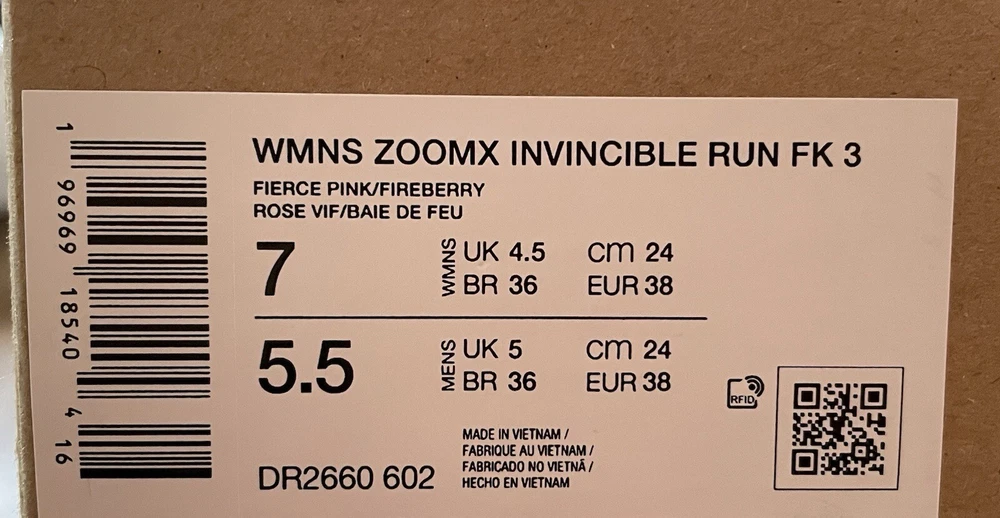 1 96969 18540 4 16
WMNS ZOOMX INVINCIBLE RUN FK 3
FIERCE PINK/FIREBERRY
ROSE VIF/BAIE DE FEU
7
WMNS
UK 4.5 cm 24
BR 36 EUR 38
5.5
MENS
UK 5 cm 24
BR 36 EUR 38
RFID
MADE IN VIETNAM /
FABRIQUE AU VIETNAM /
FABRICADO NO VIETNÃ /
HECHO EN VIETNAM
DR2660 602